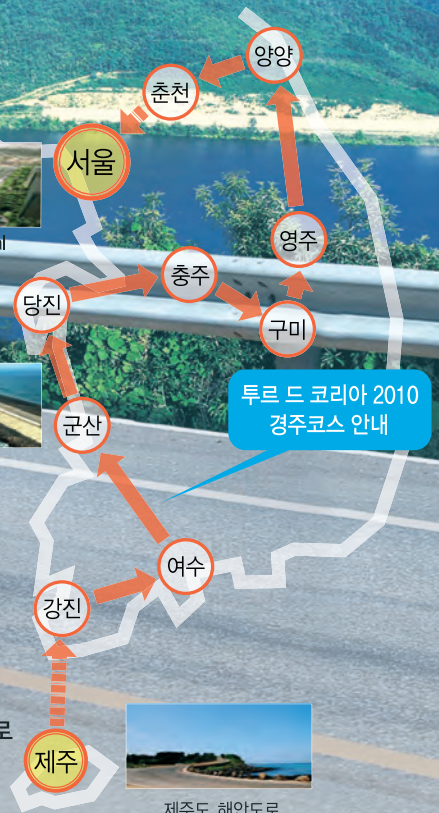 양양
춘천
서울
영주
충주
당진
구미
투르 드 코리아 2010
경주코스 안내
군산
여수
강진
로
제주
제주도 해안도로